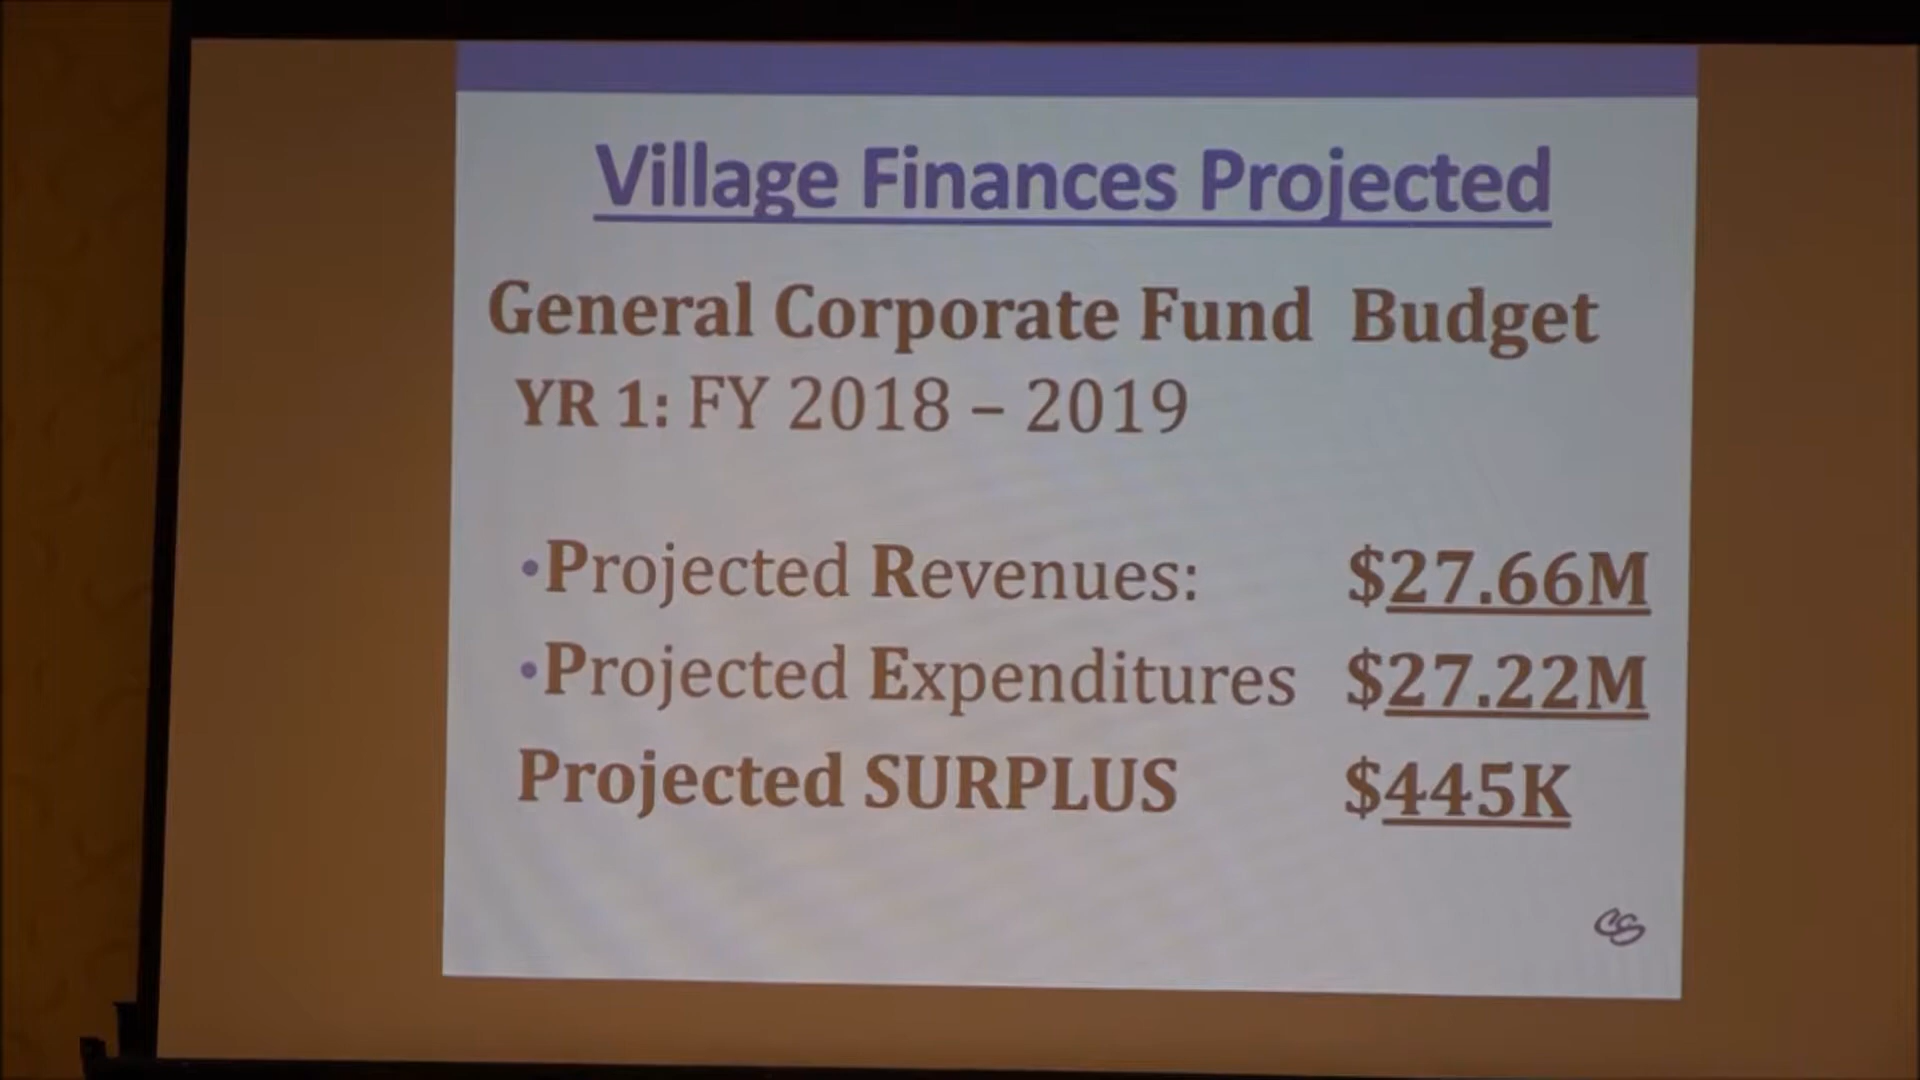 Village Finances Projected
General Corporate Fund Budget
YR 1: FY 2018 – 2019
•Projected Revenues: $27.66M
•Projected Expenditures $27.22M
Projected SURPLUS $445K
CS